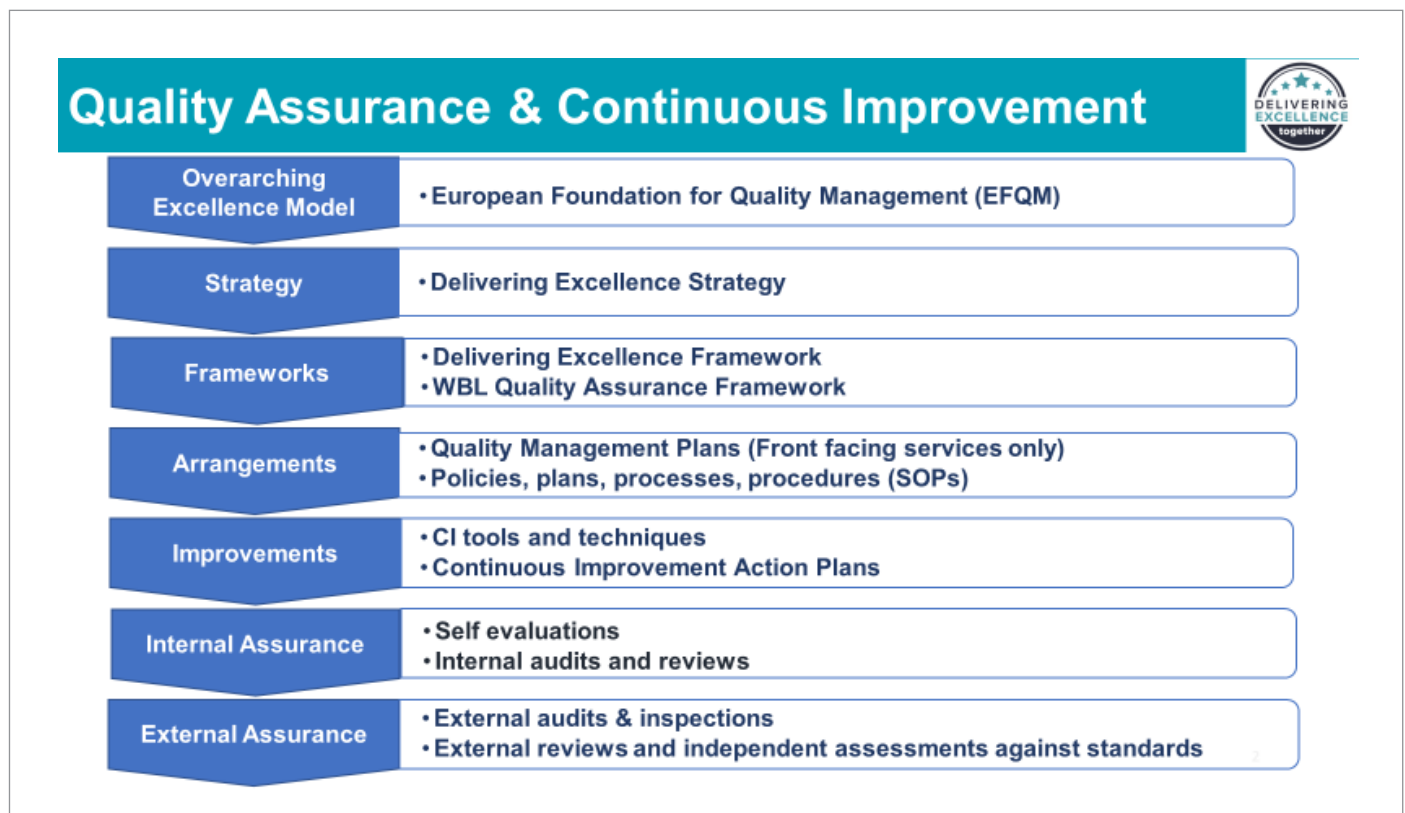 Quality Assurance & Continuous Improvement
DELIVERING
EXCELLENCE
together
Overarching
Excellence Model
• European Foundation for Quality Management (EFQM)
Strategy
• Delivering Excellence Strategy
Frameworks
• Delivering Excellence Framework
• WBL Quality Assurance Framework
Arrangements
• Quality Management Plans (Front facing services only)
• Policies, plans, processes, procedures (SOPs)
Improvements
• CI tools and techniques
• Continuous Improvement Action Plans
Internal Assurance
• Self evaluations
• Internal audits and reviews
External Assurance
• External audits & inspections
• External reviews and independent assessments against standards
2